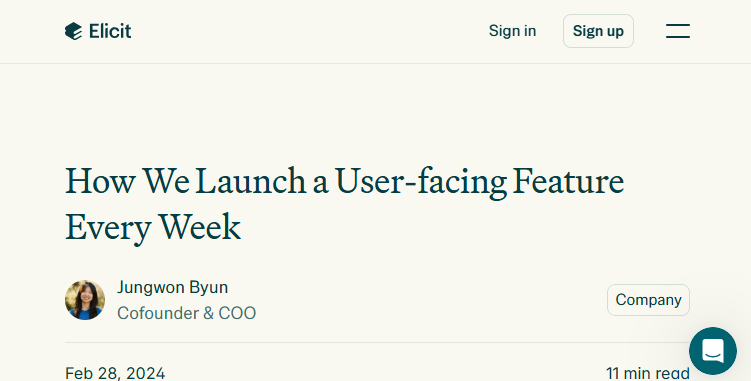 Elicit
Sign in
Sign up
How We Launch a User-facing Feature
Every Week
Jungwon Byun
Cofounder & COO
Company
Feb 28, 2024
11 min read